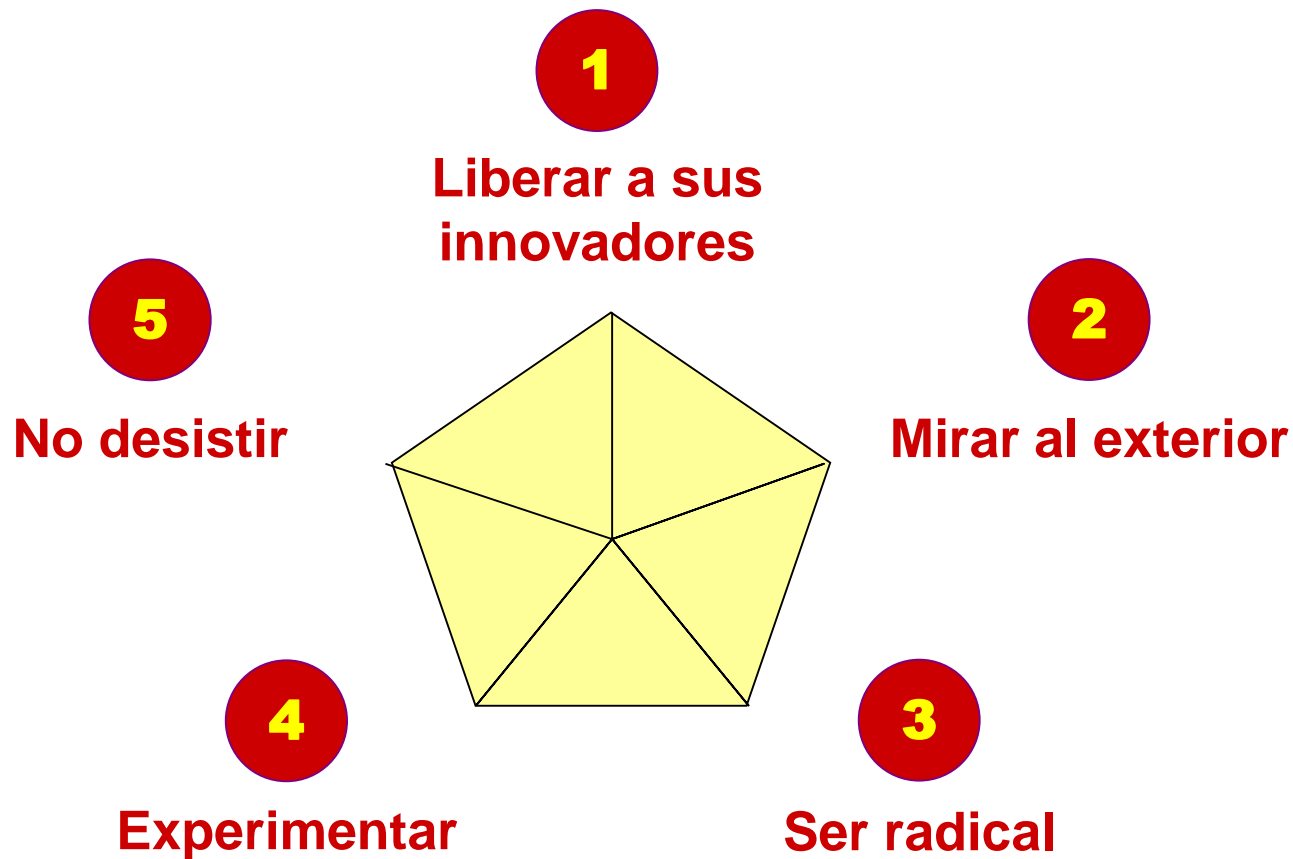 1
Liberar a sus
innovadores
2
Mirar al exterior
3
Ser radical
4
Experimentar
5
No desistir